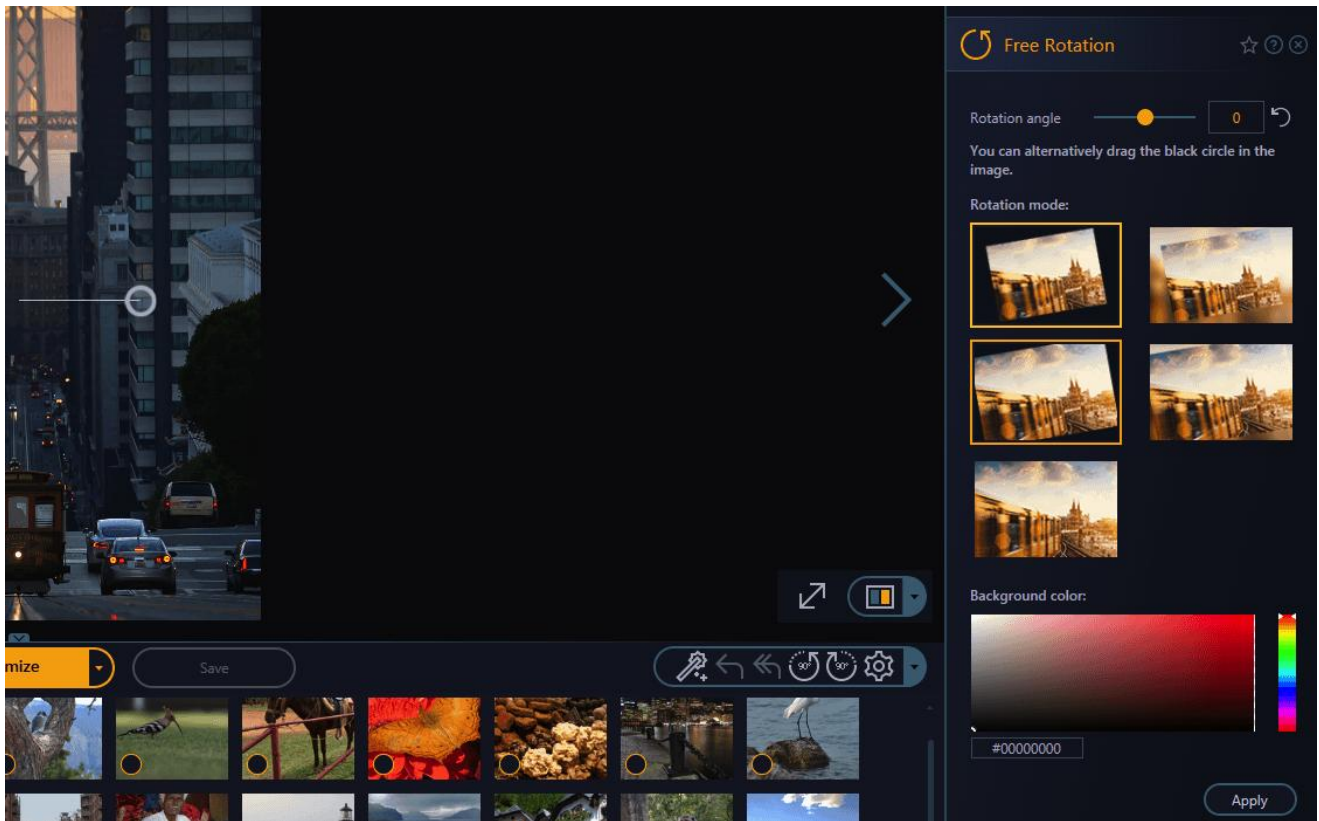 Free Rotation
Rotation angle 0
You can alternatively drag the black circle in the
image.
Rotation mode:
Background color:
#00000000
Apply
mize
Save
90°
90°